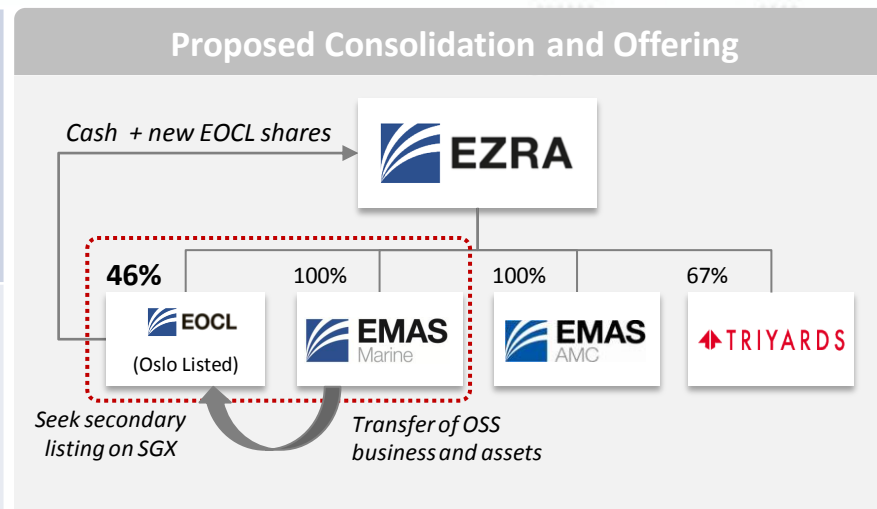 Proposed Consolidation and Offering
Cash + new EOCL shares
EZRA
46%
100%
100%
67%
EOCL
(Oslo Listed)
EMAS
Marine
EMAS
AMC
TRIYARDS
Seek secondary
listing on SGX
Transfer of OSS
business and assets